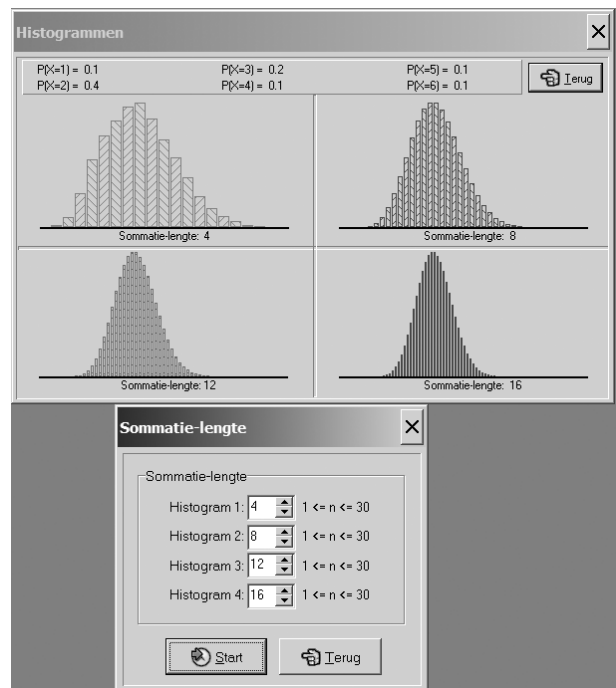 Histogrammen
P(X=1) = 0.1 P(X=3) = 0.2 P(X=5) = 0.1
P(X=2) = 0.4 P(X=4) = 0.1 P(X=6) = 0.1
Terug
Sommatie-lengte: 4
Sommatie-lengte: 8
Sommatie-lengte: 12
Sommatie-lengte: 16
Sommatie-lengte
Sommatie-lengte
Histogram 1: 4 1 <= n <= 30
Histogram 2: 8 1 <= n <= 30
Histogram 3: 12 1 <= n <= 30
Histogram 4: 16 1 <= n <= 30
Start Terug